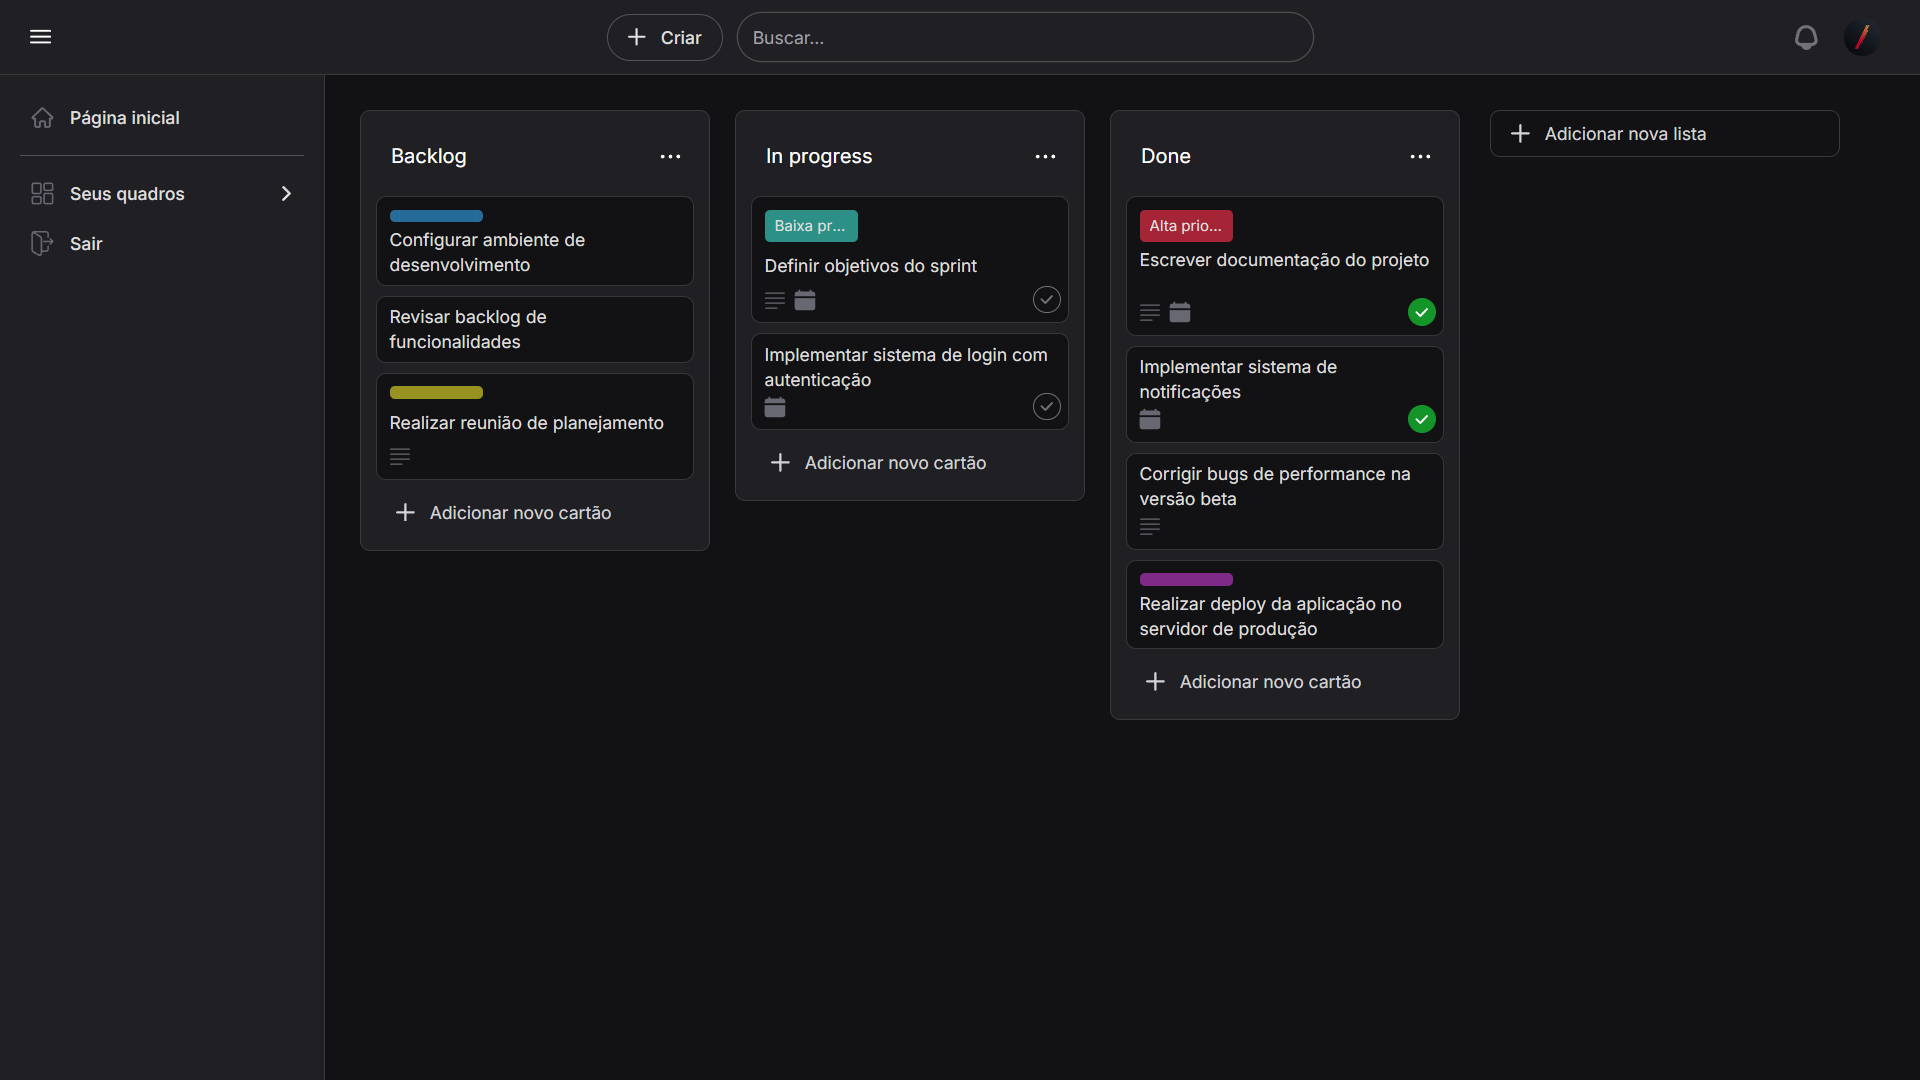 Criar
Buscar...
Página inicial
Seus quadros
Sair
Backlog
Configurar ambiente de
desenvolvimento
Revisar backlog de
funcionalidades
Realizar reunião de planejamento
Adicionar novo cartão
In progress
Baixa pr...
Definir objetivos do sprint
Implementar sistema de login com
autenticação
Adicionar novo cartão
Done
Alta prio...
Escrever documentação do projeto
Implementar sistema de
notificações
Corrigir bugs de performance na
versão beta
Realizar deploy da aplicação no
servidor de produção
Adicionar novo cartão
Adicionar nova lista